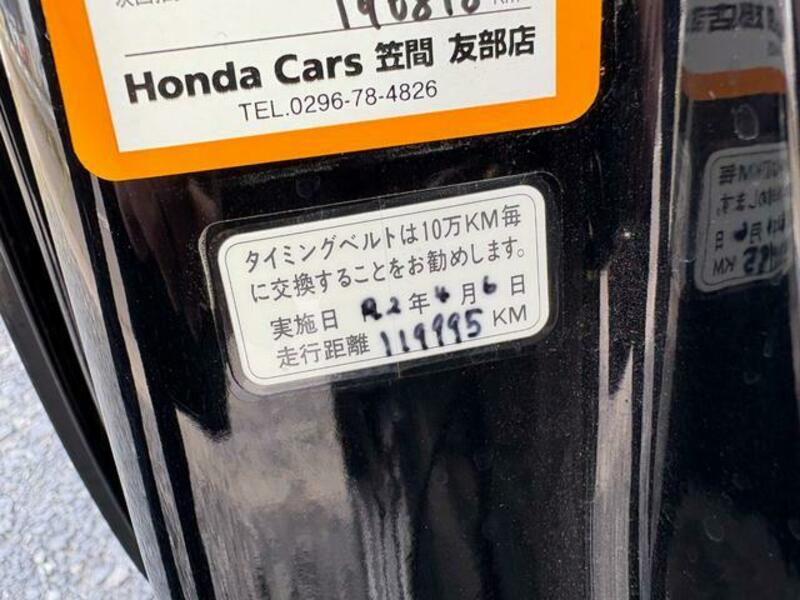 Honda Cars 笠間 友部店
TEL.0296-78-4826
タイミングベルトは10万KM毎
に交換することをお勧めします。
実施日 R2年4月6日
走行距離 119995 KM